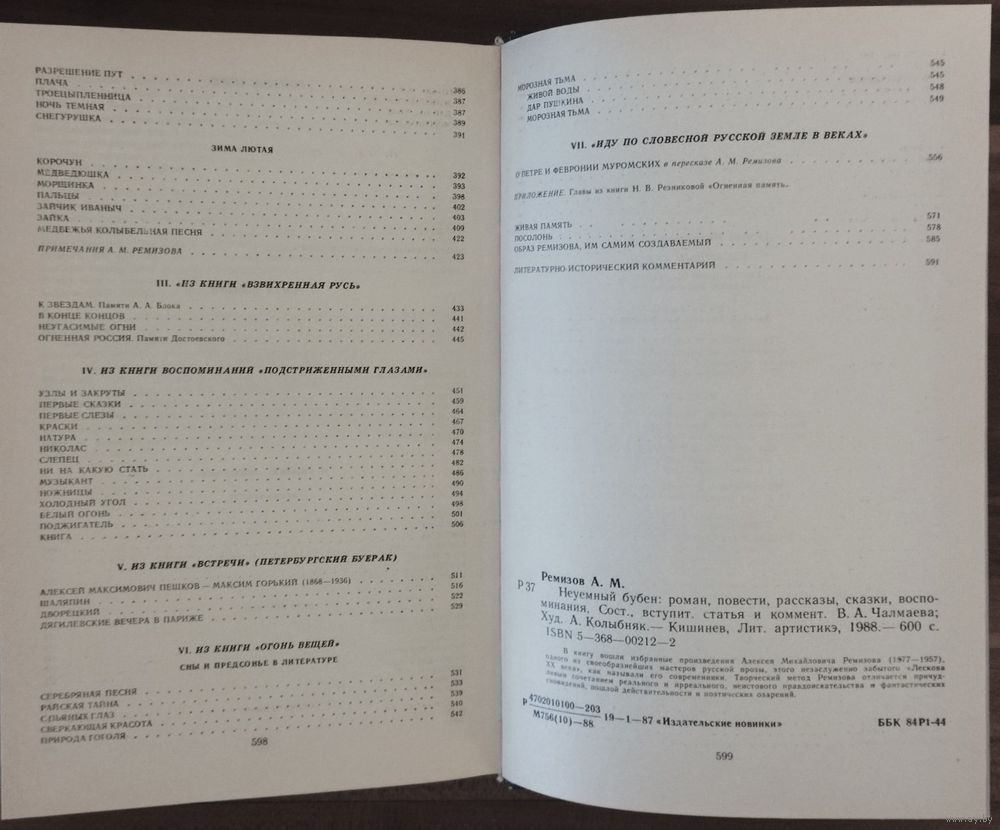 РАЗРЕШЕНИЕ ПУТ . . . 386
ПЛАЧА . . . 387
ТРОЕЦЫПЛЕННИЦА . . . 387
НОЧЬ ТЕМНАЯ . . . 389
СНЕГУРУШКА . . . 391
ЗИМА ЛЮТАЯ
КОРОЧУН . . . 392
МЕДВЕДЮШКА . . . 393
МОРЩИНКА . . . 398
ПАЛЬЦЫ . . . 402
ЗАЙЧИК ИВАНЫЧ . . . 403
ЗАЙКА . . . 409
МЕДВЕЖЬЯ КОЛЫБЕЛЬНАЯ ПЕСНЯ . . . 422
ПРИМЕЧАНИЯ А. М. РЕМИЗОВА . . . 423
III. «ИЗ КНИГИ «ВЗВИХРЕННАЯ РУСЬ»
К ЗВЕЗДАМ. Памяти А. А. Блока . . . 433
В КОНЦЕ КОНЦОВ . . . 441
НЕУГАСИМЫЕ ОГНИ . . . 442
ОГНЕННАЯ РОССИЯ. Памяти Достоевского . . . 445
IV. ИЗ КНИГИ ВОСПОМИНАНИЙ «ПОДСТРИЖЕННЫМИ ГЛАЗАМИ»
УЗЛЫ И ЗАКРУТЫ . . . 451
ПЕРВЫЕ СКАЗКИ . . . 459
ПЕРВЫЕ СЛЕЗЫ . . . 464
КРАСКИ . . . 467
НАТУРА . . . 470
НИКОЛАС . . . 474
СЛЕПЕЦ . . . 478
НИ НА КАКУЮ СТАТЬ . . . 482
МУЗЫКАНТ . . . 486
НОЖНИЦЫ . . . 490
ХОЛОДНЫЙ УГОЛ . . . 494
БЕЛЫЙ ОГОНЬ . . . 498
ПОДЖИГАТЕЛЬ . . . 501
КНИГА . . . 506
V. ИЗ КНИГИ «ВСТРЕЧИ» (ПЕТЕРБУРГСКИЙ БУЕРАК)
АЛЕКСЕЙ МАКСИМОВИЧ ПЕШКОВ — МАКСИМ ГОРЬКИЙ (1868—1936) . . . 511
ШАЛЯПИН . . . 516
ДВОРЕЦКИЙ . . . 522
ДЯГИЛЕВСКИЕ ВЕЧЕРА В ПАРИЖЕ . . . 529
VI. ИЗ КНИГИ «ОГОНЬ ВЕЩЕЙ»
СНЫ И ПРЕДСОНЬЕ В ЛИТЕРАТУРЕ
СЕРЕБРЯНАЯ ПЕСНЯ . . . 531
РАЙСКАЯ ТАЙНА . . . 533
С ПЬЯНЫХ ГЛАЗ . . . 539
СВЕРКАЮЩАЯ КРАСОТА . . . 540
ПРИРОДА ГОГОЛЯ . . . 542
598
МОРОЗНАЯ ТЬМА . . . 545
ЖИВОЙ ВОДЫ . . . 545
ДАР ПУШКИНА . . . 548
МОРОЗНАЯ ТЬМА . . . 549
VII. «ИДУ ПО СЛОВЕСНОЙ РУССКОЙ ЗЕМЛЕ В ВЕКАХ»
О ПЕТРЕ И ФЕВРОНИИ МУРОМСКИХ в пересказе А. М. Ремизова . . . 556
ПРИЛОЖЕНИЕ. Главы из книги Н. В. Резниковой «Огненная память».
ЖИВАЯ ПАМЯТЬ . . . 571
ПОСОЛОНЬ . . . 578
ОБРАЗ РЕМИЗОВА, ИМ САМИМ СОЗДАВАЕМЫЙ . . . 585
ЛИТЕРАТУРНО-ИСТОРИЧЕСКИЙ КОММЕНТАРИЙ . . . 591
Ремизов А. М.
Р 37 Неуемный бубен: роман, повести, рассказы, сказки, воспо-
минания. Сост., вступит. статья и коммент. В. А. Чалмаева;
Худ. А. Колыбняк.— Кишинев, Лит. артистикэ, 1988.— 600 с.
ISBN 5—368—00212—2
В книгу вошли избранные произведения Алексея Михайловича Ремизова (1977—1957),
одного из своеобразнейших мастеров русской прозы, этого незаслуженно забытого «Лескова
XX века», как называли его современники. Творческий метод Ремизова отличается причуд-
ливым сочетанием реального и ирреального, неистового правдоискательства и фантастических
сновидений, пошлой действительности и поэтических озарений.
Р 4702010100—203
М756(10)—88 19—1—87 «Издательские новинки» ББК 84Р1-44
599
www.ay.by